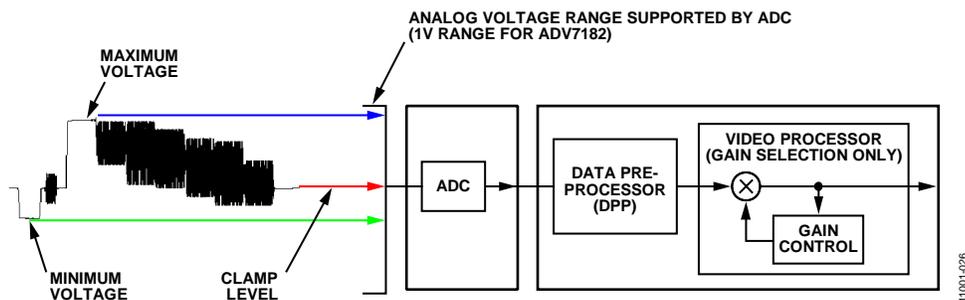 ANALOG VOLTAGE RANGE SUPPORTED BY ADC
(1V RANGE FOR ADV7182)
MAXIMUM
VOLTAGE
VIDEO PROCESSOR
(GAIN SELECTION ONLY)
ADC
DATA PRE-
PROCESSOR
(DPP)
GAIN
CONTROL
MINIMUM
VOLTAGE
CLAMP
LEVEL